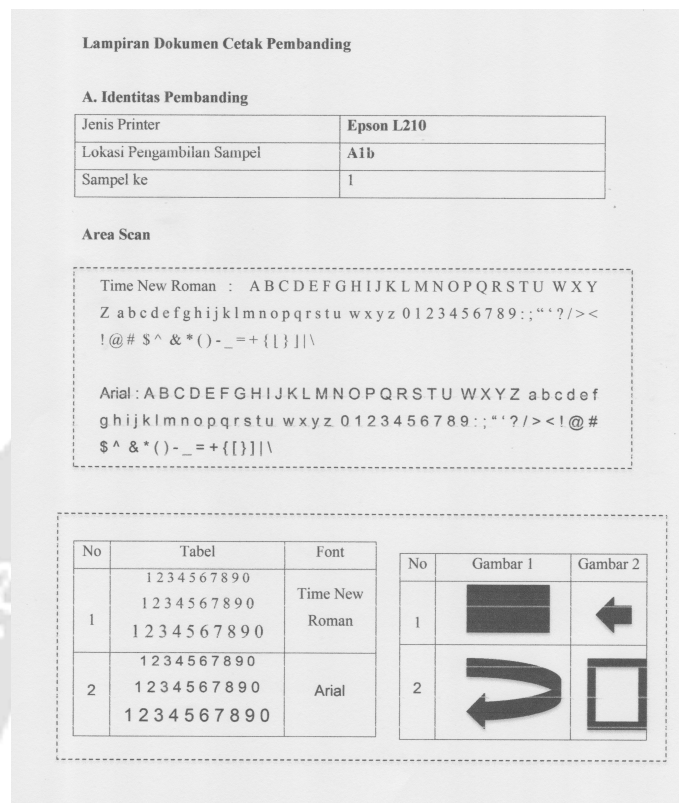 Lampiran Dokumen Cetak Pembanding
A. Identitas Pembanding
Jenis Printer Epson L210
Lokasi Pengambilan Sampel A1b
Sampel ke 1
Area Scan
Time New Roman : A B C D E F G H I J K L M N O P Q R S T U W X Y
Z a b c d e f g h i j k l m n o p q r s t u w x y z 0 1 2 3 4 5 6 7 8 9 : ; “ ‘ ? / > <
! @ # $ ^ & * ( ) - _ = + { [ } ] | \
Arial : A B C D E F G H I J K L M N O P Q R S T U W X Y Z a b c d e f
g h i j k l m n o p q r s t u w x y z 0 1 2 3 4 5 6 7 8 9 : ; “ ‘ ? / > < ! @ #
$ ^ & * ( ) - _ = + { [ } ] | \
No Tabel Font
1 1 2 3 4 5 6 7 8 9 0
1 2 3 4 5 6 7 8 9 0
1 2 3 4 5 6 7 8 9 0
Time New
Roman
2 1 2 3 4 5 6 7 8 9 0
1 2 3 4 5 6 7 8 9 0
1 2 3 4 5 6 7 8 9 0
Arial
No Gambar 1 Gambar 2
1
2